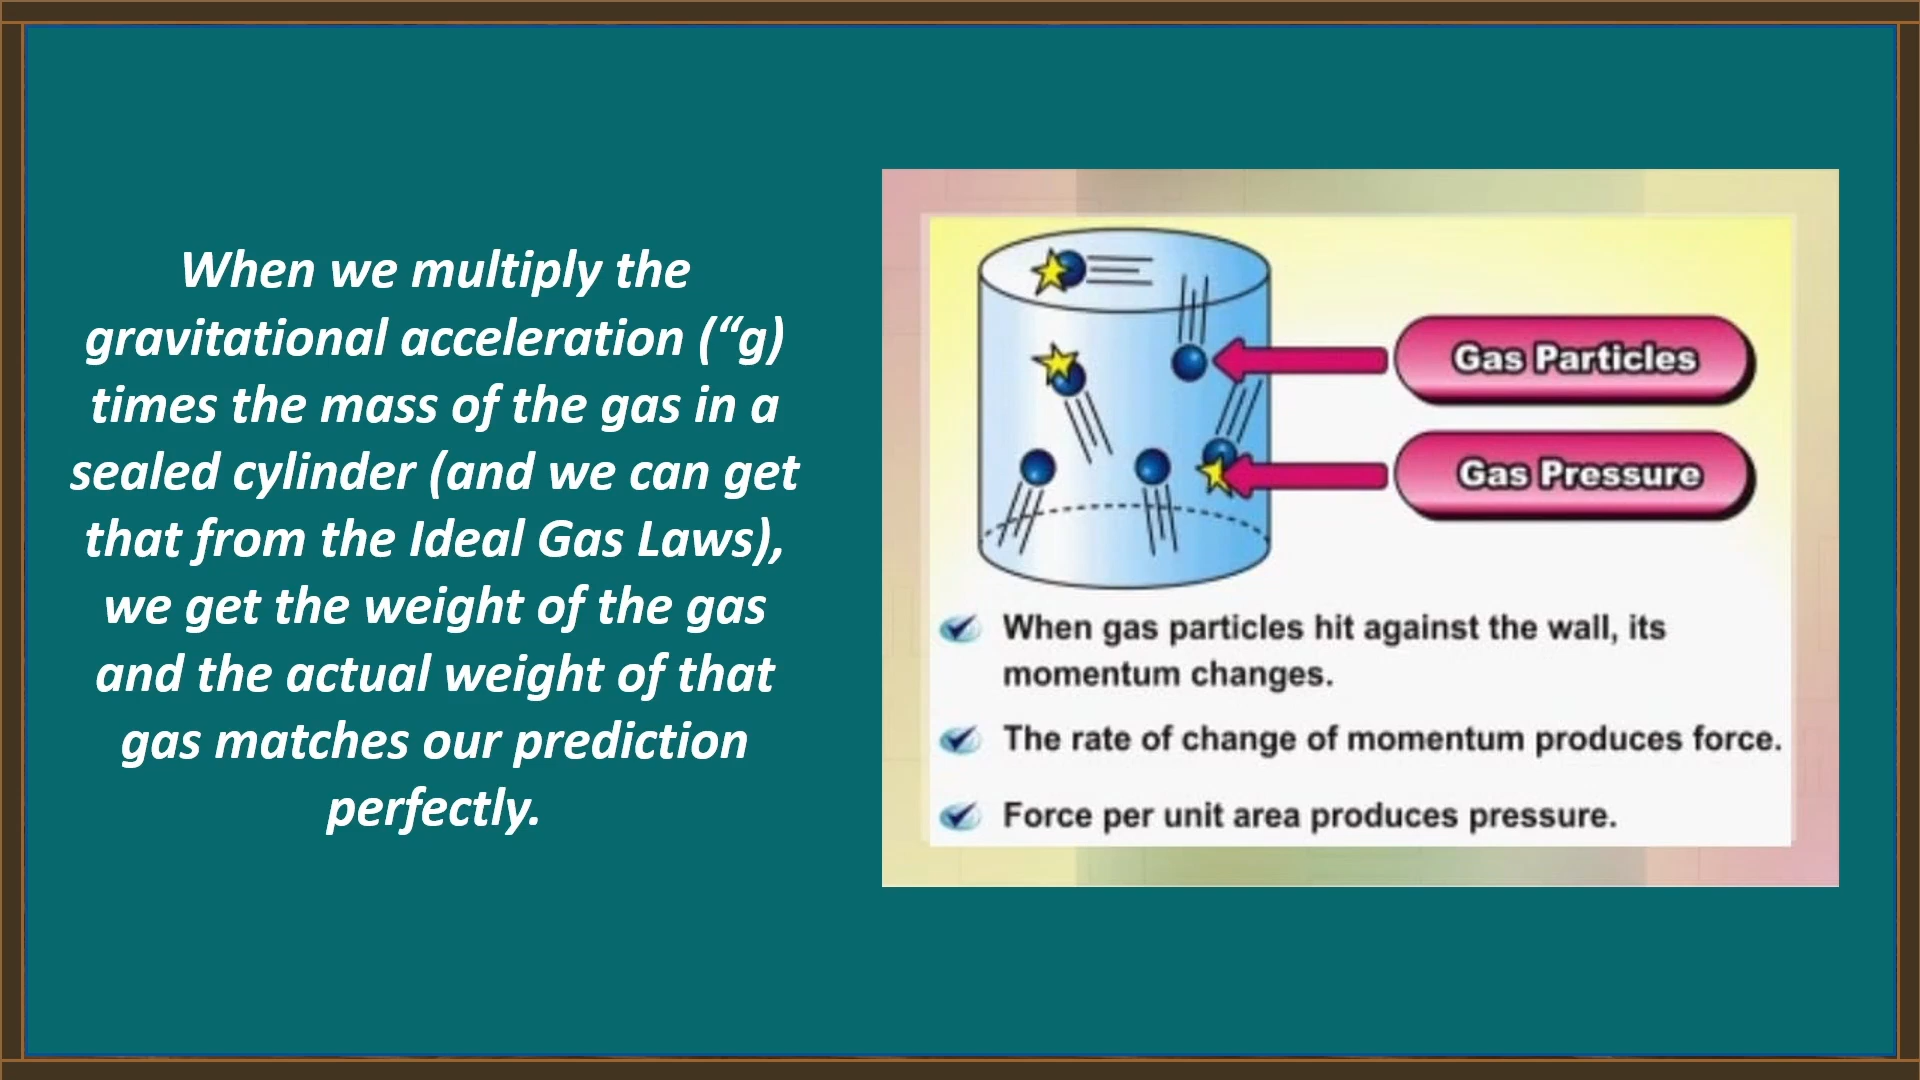 When we multiply the
gravitational acceleration (“g)
times the mass of the gas in a
sealed cylinder (and we can get
that from the Ideal Gas Laws),
we get the weight of the gas
and the actual weight of that
gas matches our prediction
perfectly.
Gas Particles
Gas Pressure
When gas particles hit against the wall, its
momentum changes.
The rate of change of momentum produces force.
Force per unit area produces pressure.